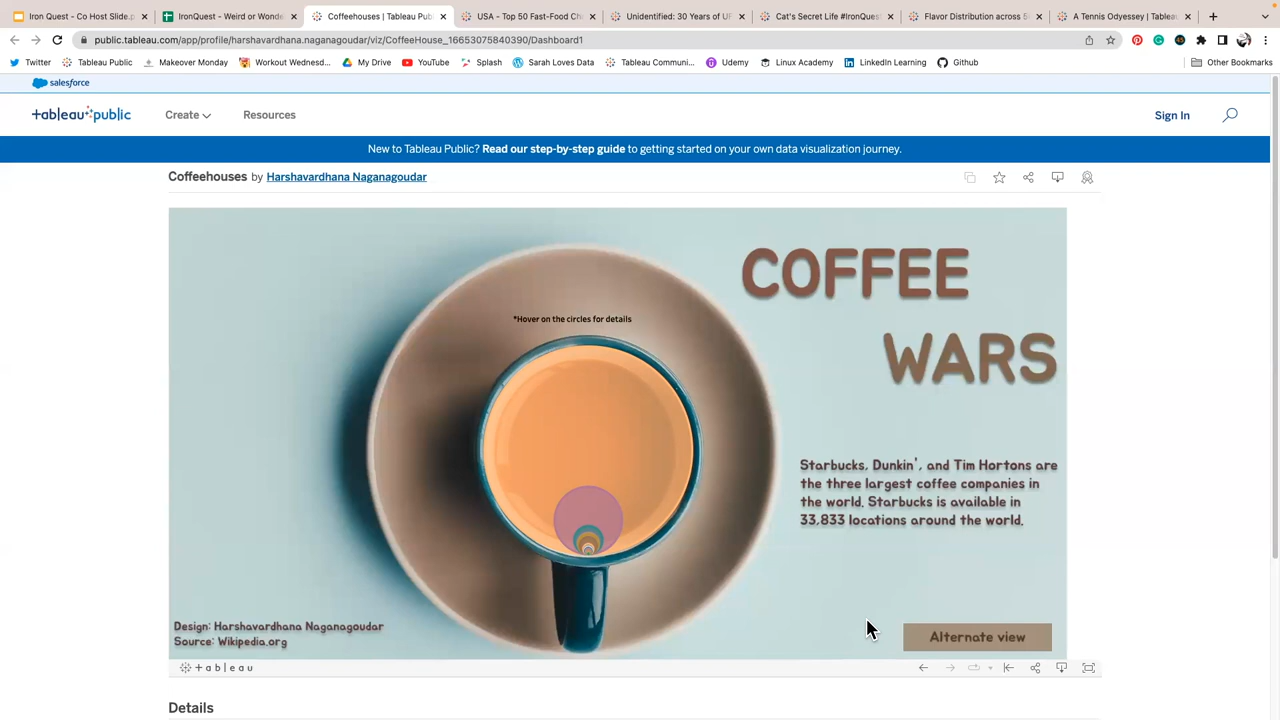 Iron Quest - Co Host Slide.p
IronQuest - Weird or Wonde
Coffeehouses | Tableau Pub
USA - Top 50 Fast-Food Ch
Unidentified: 30 Years of UF
Cat's Secret Life #IronQues
Flavor Distribution across 5
A Tennis Odyessy | Tableau
public.tableau.com/app/profile/harshavardhana.naganagoudar/viz/CoffeeHouse_16653075840390/Dashboard1
Twitter
Tableau Public
Makeover Monday
Workout Wednesd...
My Drive
YouTube
Splash
Sarah Loves Data
Tableau Communi...
Udemy
Linux Academy
LinkedIn Learning
Github
Other Bookmarks
salesforce
+ableau public
Create
Resources
Sign In
New to Tableau Public? Read our step-by-step guide to getting started on your own data visualization journey.
Coffeehouses by Harshavardhana Naganagoudar
COFFEE
WARS
*Hover on the circles for details
Starbucks, Dunkin', and Tim Hortons are
the three largest coffee companies in
the world. Starbucks is available in
33,833 locations around the world.
Design: Harshavardhana Naganagoudar
Source: Wikipedia.org
Alternate view
+ableau
Details